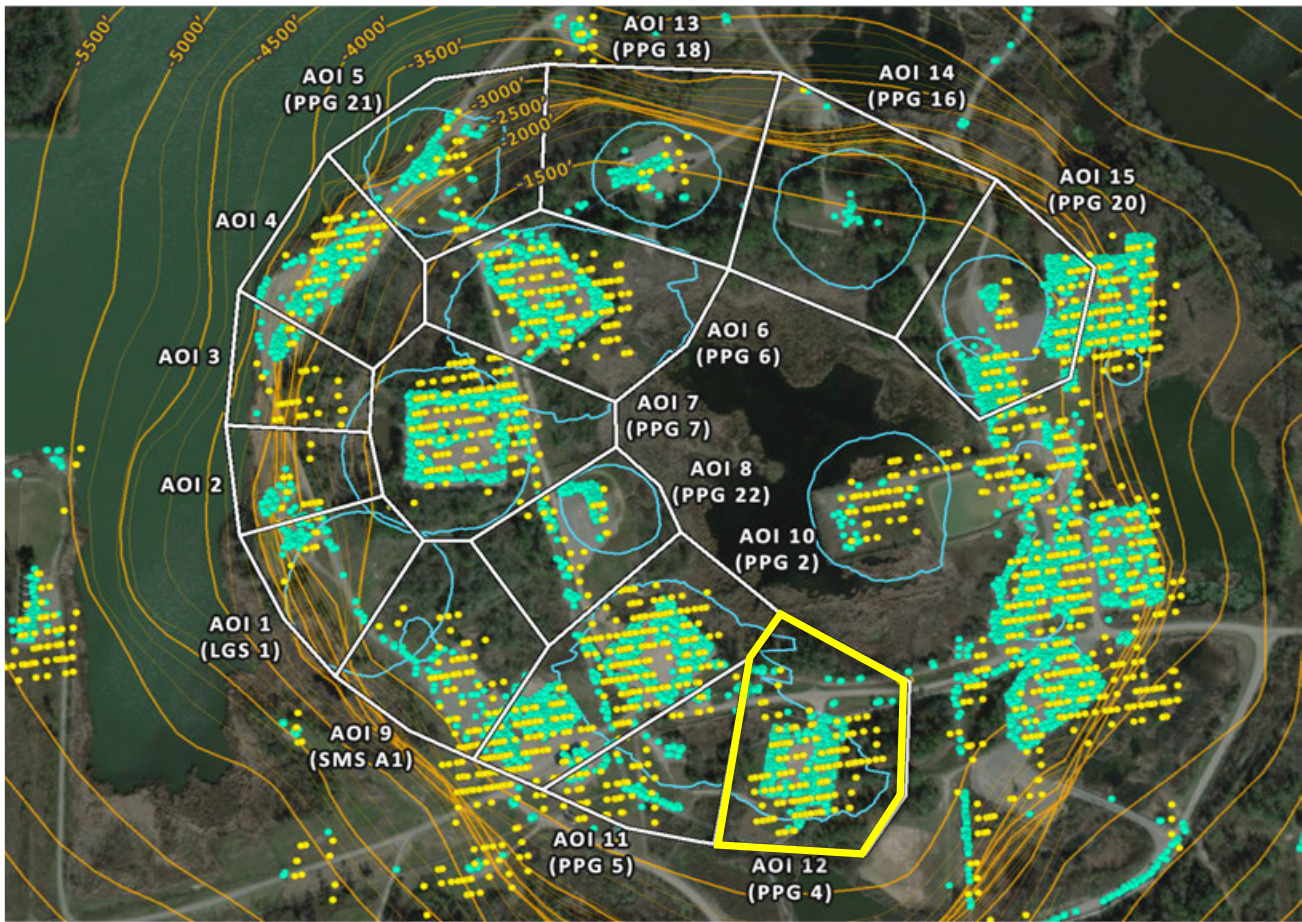 -5500'
-5000'
-4500'
-4000'
-3500'
-3000'
-2500'
-2000'
-1500'
AOI 13
(PPG 18)
AOI 5
(PPG 21)
AOI 14
(PPG 16)
AOI 15
(PPG 20)
AOI 4
AOI 3
AOI 6
(PPG 6)
AOI 7
(PPG 7)
AOI 2
AOI 8
(PPG 22)
AOI 10
(PPG 2)
AOI 1
(LGS 1)
AOI 9
(SMS A1)
AOI 11
(PPG 5)
AOI 12
(PPG 4)